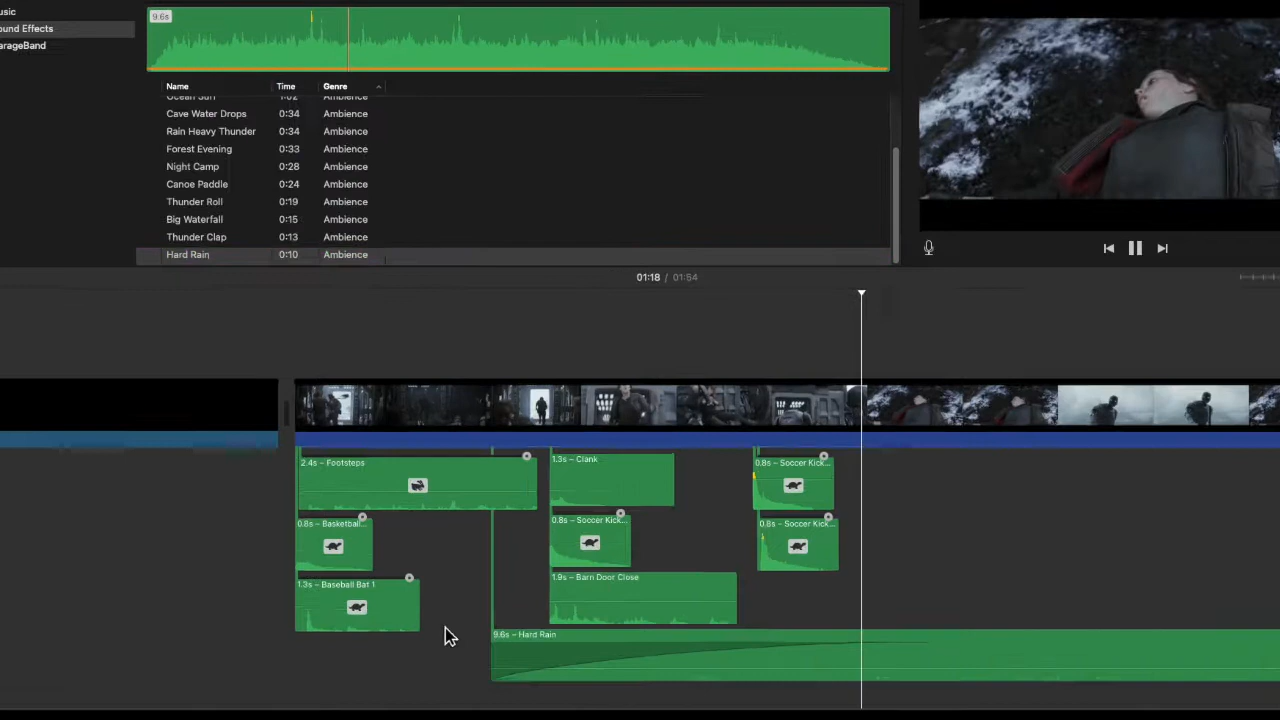 usic
ound Effects
arageBand
9.6s
Name Time Genre
Ocean Surf 1:02 Ambience
Cave Water Drops 0:34 Ambience
Rain Heavy Thunder 0:34 Ambience
Forest Evening 0:33 Ambience
Night Camp 0:28 Ambience
Canoe Paddle 0:24 Ambience
Thunder Roll 0:19 Ambience
Big Waterfall 0:15 Ambience
Thunder Clap 0:13 Ambience
Hard Rain 0:10 Ambience
01:18 / 01:54
2.4s – Footsteps
1.3s – Clank
0.8s – Soccer Kick...
0.8s – Basketball...
0.8s – Soccer Kick...
0.8s – Soccer Kick...
1.3s – Baseball Bat 1
1.9s – Barn Door Close
9.6s – Hard Rain